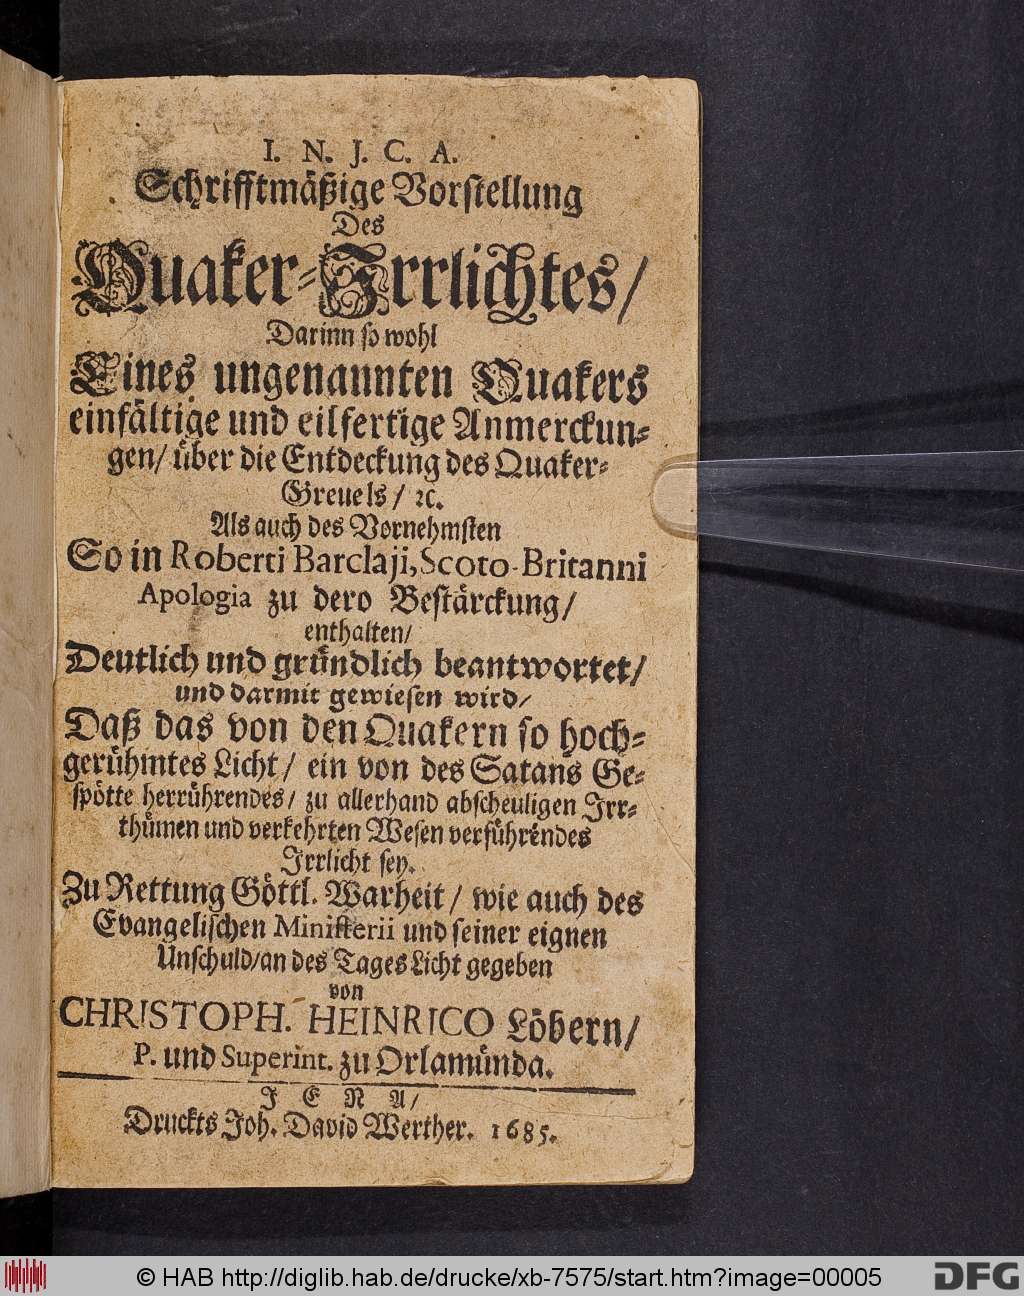 I. N. J. C. A.
Schrifftmäßige Vorstellung
Des
Quaker-Irrlichtes/
Darinn so wohl
Eines ungenannten Quakers
einfältige und eilfertige Anmerckun-
gen/ über die Entdeckung des Quaker-
Greuels/ ꝛc.
Als auch des Vornehmsten
So in Roberti Barclaji, Scoto-Britanni
Apologia zu dero Bestärckung/
enthalten/
Deutlich und gründlich beantwortet/
und darmit gewiesen wird/
Daß das von den Quakern so hoch-
gerühmtes Licht/ ein von des Satans Ge-
spötte herrührendes/ zu allerhand abscheuligen Irr-
thümen und verkehrten Wesen verführendes
Irrlicht sey.
Zu Rettung Göttl. Warheit/ wie auch des
Evangelischen Ministerii und seiner eignen
Unschuld/an des Tages Licht gegeben
von
CHRISTOPH. HEINRICO Löbern/
P. und Superint. zu Orlamünda.
JENA/
Druckts Joh. David Werther. 1685.
© HAB http://diglib.hab.de/drucke/xb-7575/start.htm?image=00005
DFG